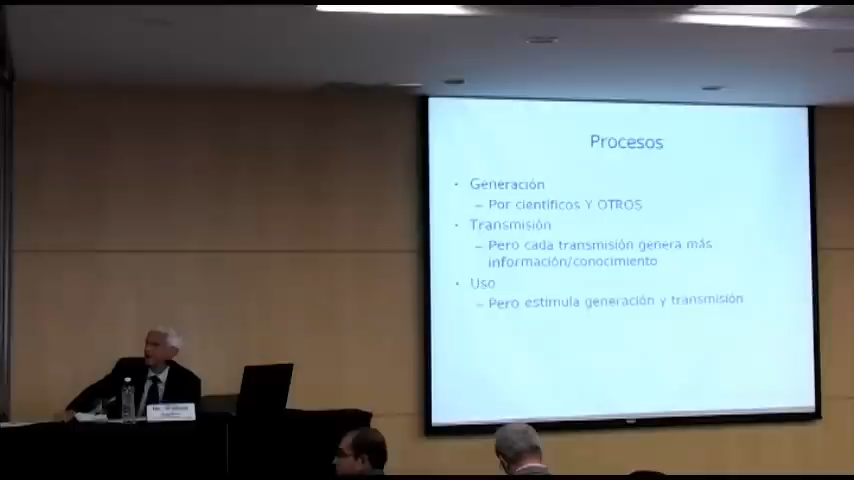 Procesos
· Generación
– Por científicos Y OTROS
· Transmisión
– Pero cada transmisión genera más
información/conocimiento
· Uso
– Pero estimula generación y transmisión